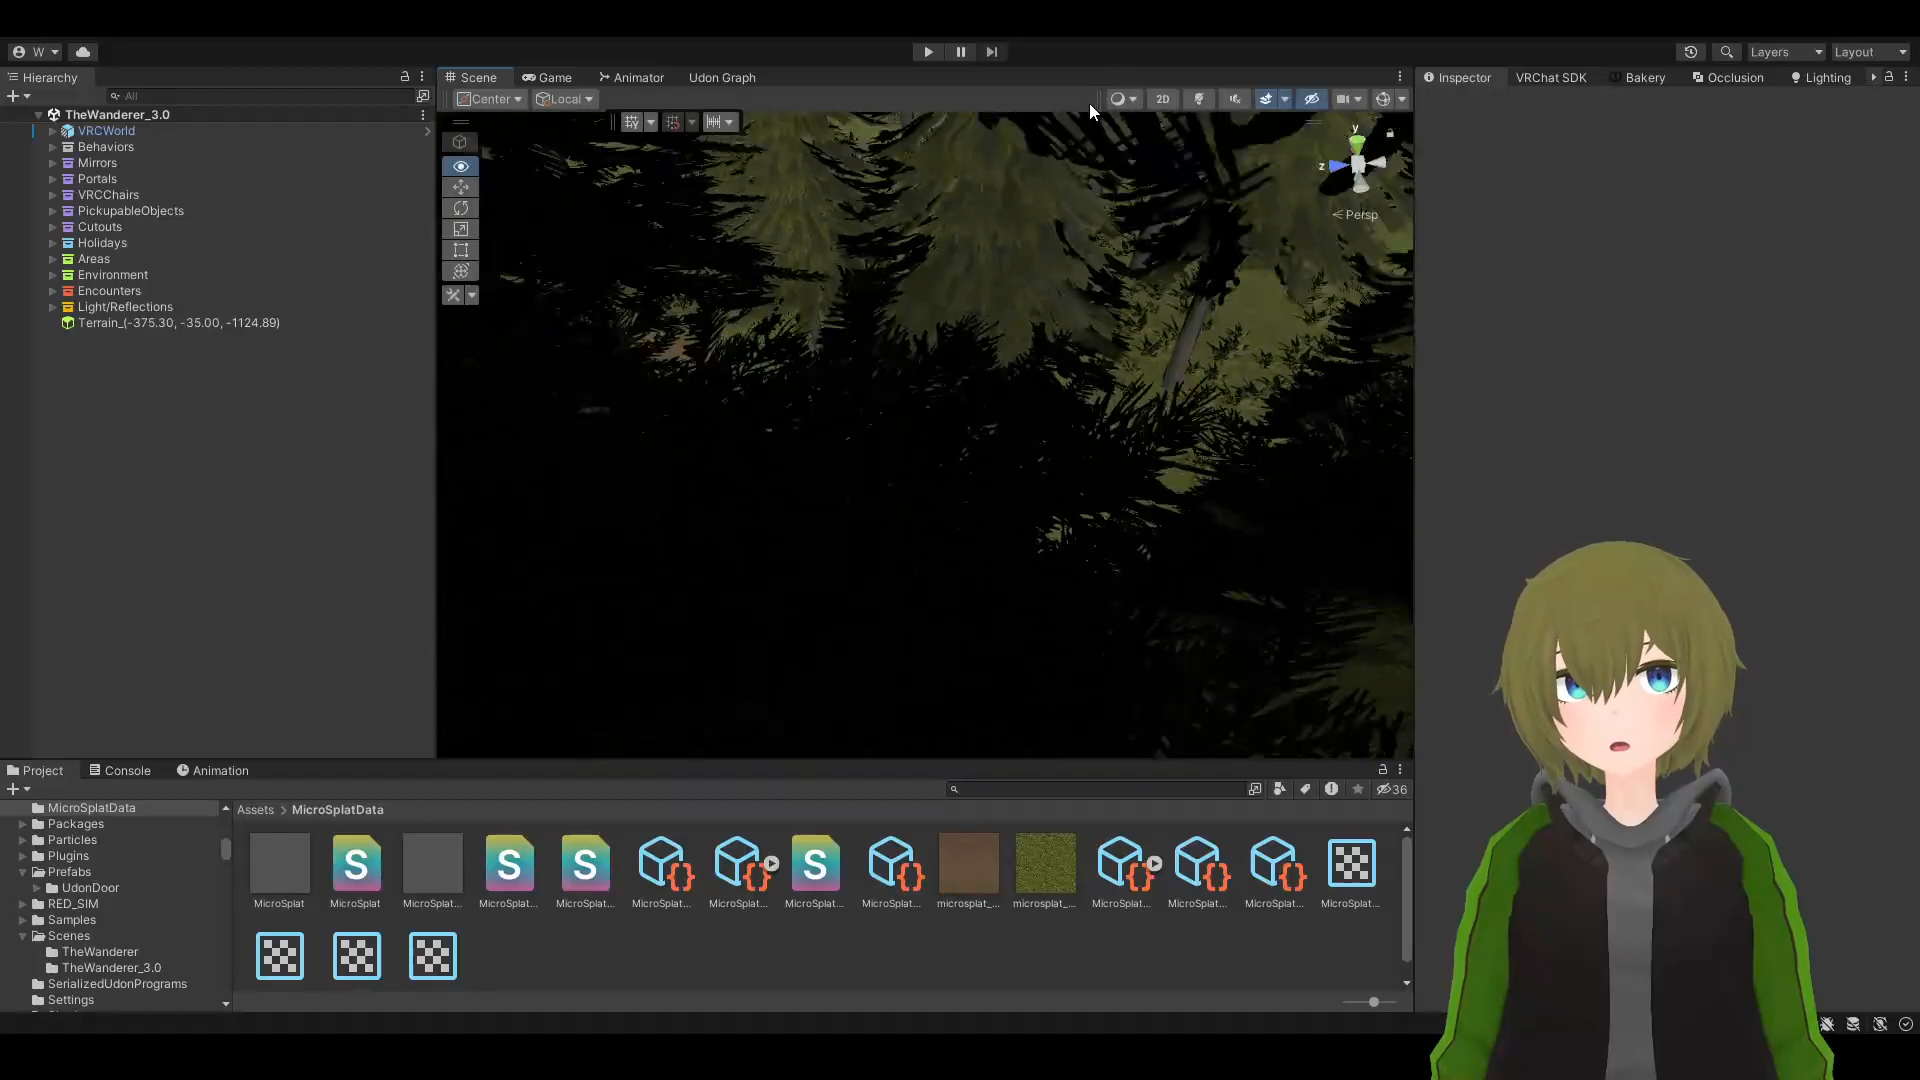 W
Layers
Layout
Hierarchy
Scene
Game
Animator
Udon Graph
Inspector
VRChat SDK
Bakery
Occlusion
Lighting
All
Center
Local
2D
TheWanderer_3.0
VRCWorld
Behaviors
Mirrors
Portals
VRCChairs
PickupableObjects
Cutouts
Holidays
Areas
Environment
Encounters
Light/Reflections
Terrain_(-375.30, -35.00, -1124.89)
y
z
Persp
Project
Console
Animation
36
MicroSplatData
Packages
Particles
Plugins
Prefabs
UdonDoor
RED_SIM
Samples
Scenes
TheWanderer
TheWanderer_3.0
SerializedUdonPrograms
Settings
Assets > MicroSplatData
MicroSplat
MicroSplat
MicroSplat...
MicroSplat...
MicroSplat...
MicroSplat...
MicroSplat...
MicroSplat...
MicroSplat...
microsplat_...
microsplat_...
MicroSplat...
MicroSplat...
MicroSplat...
MicroSplat...